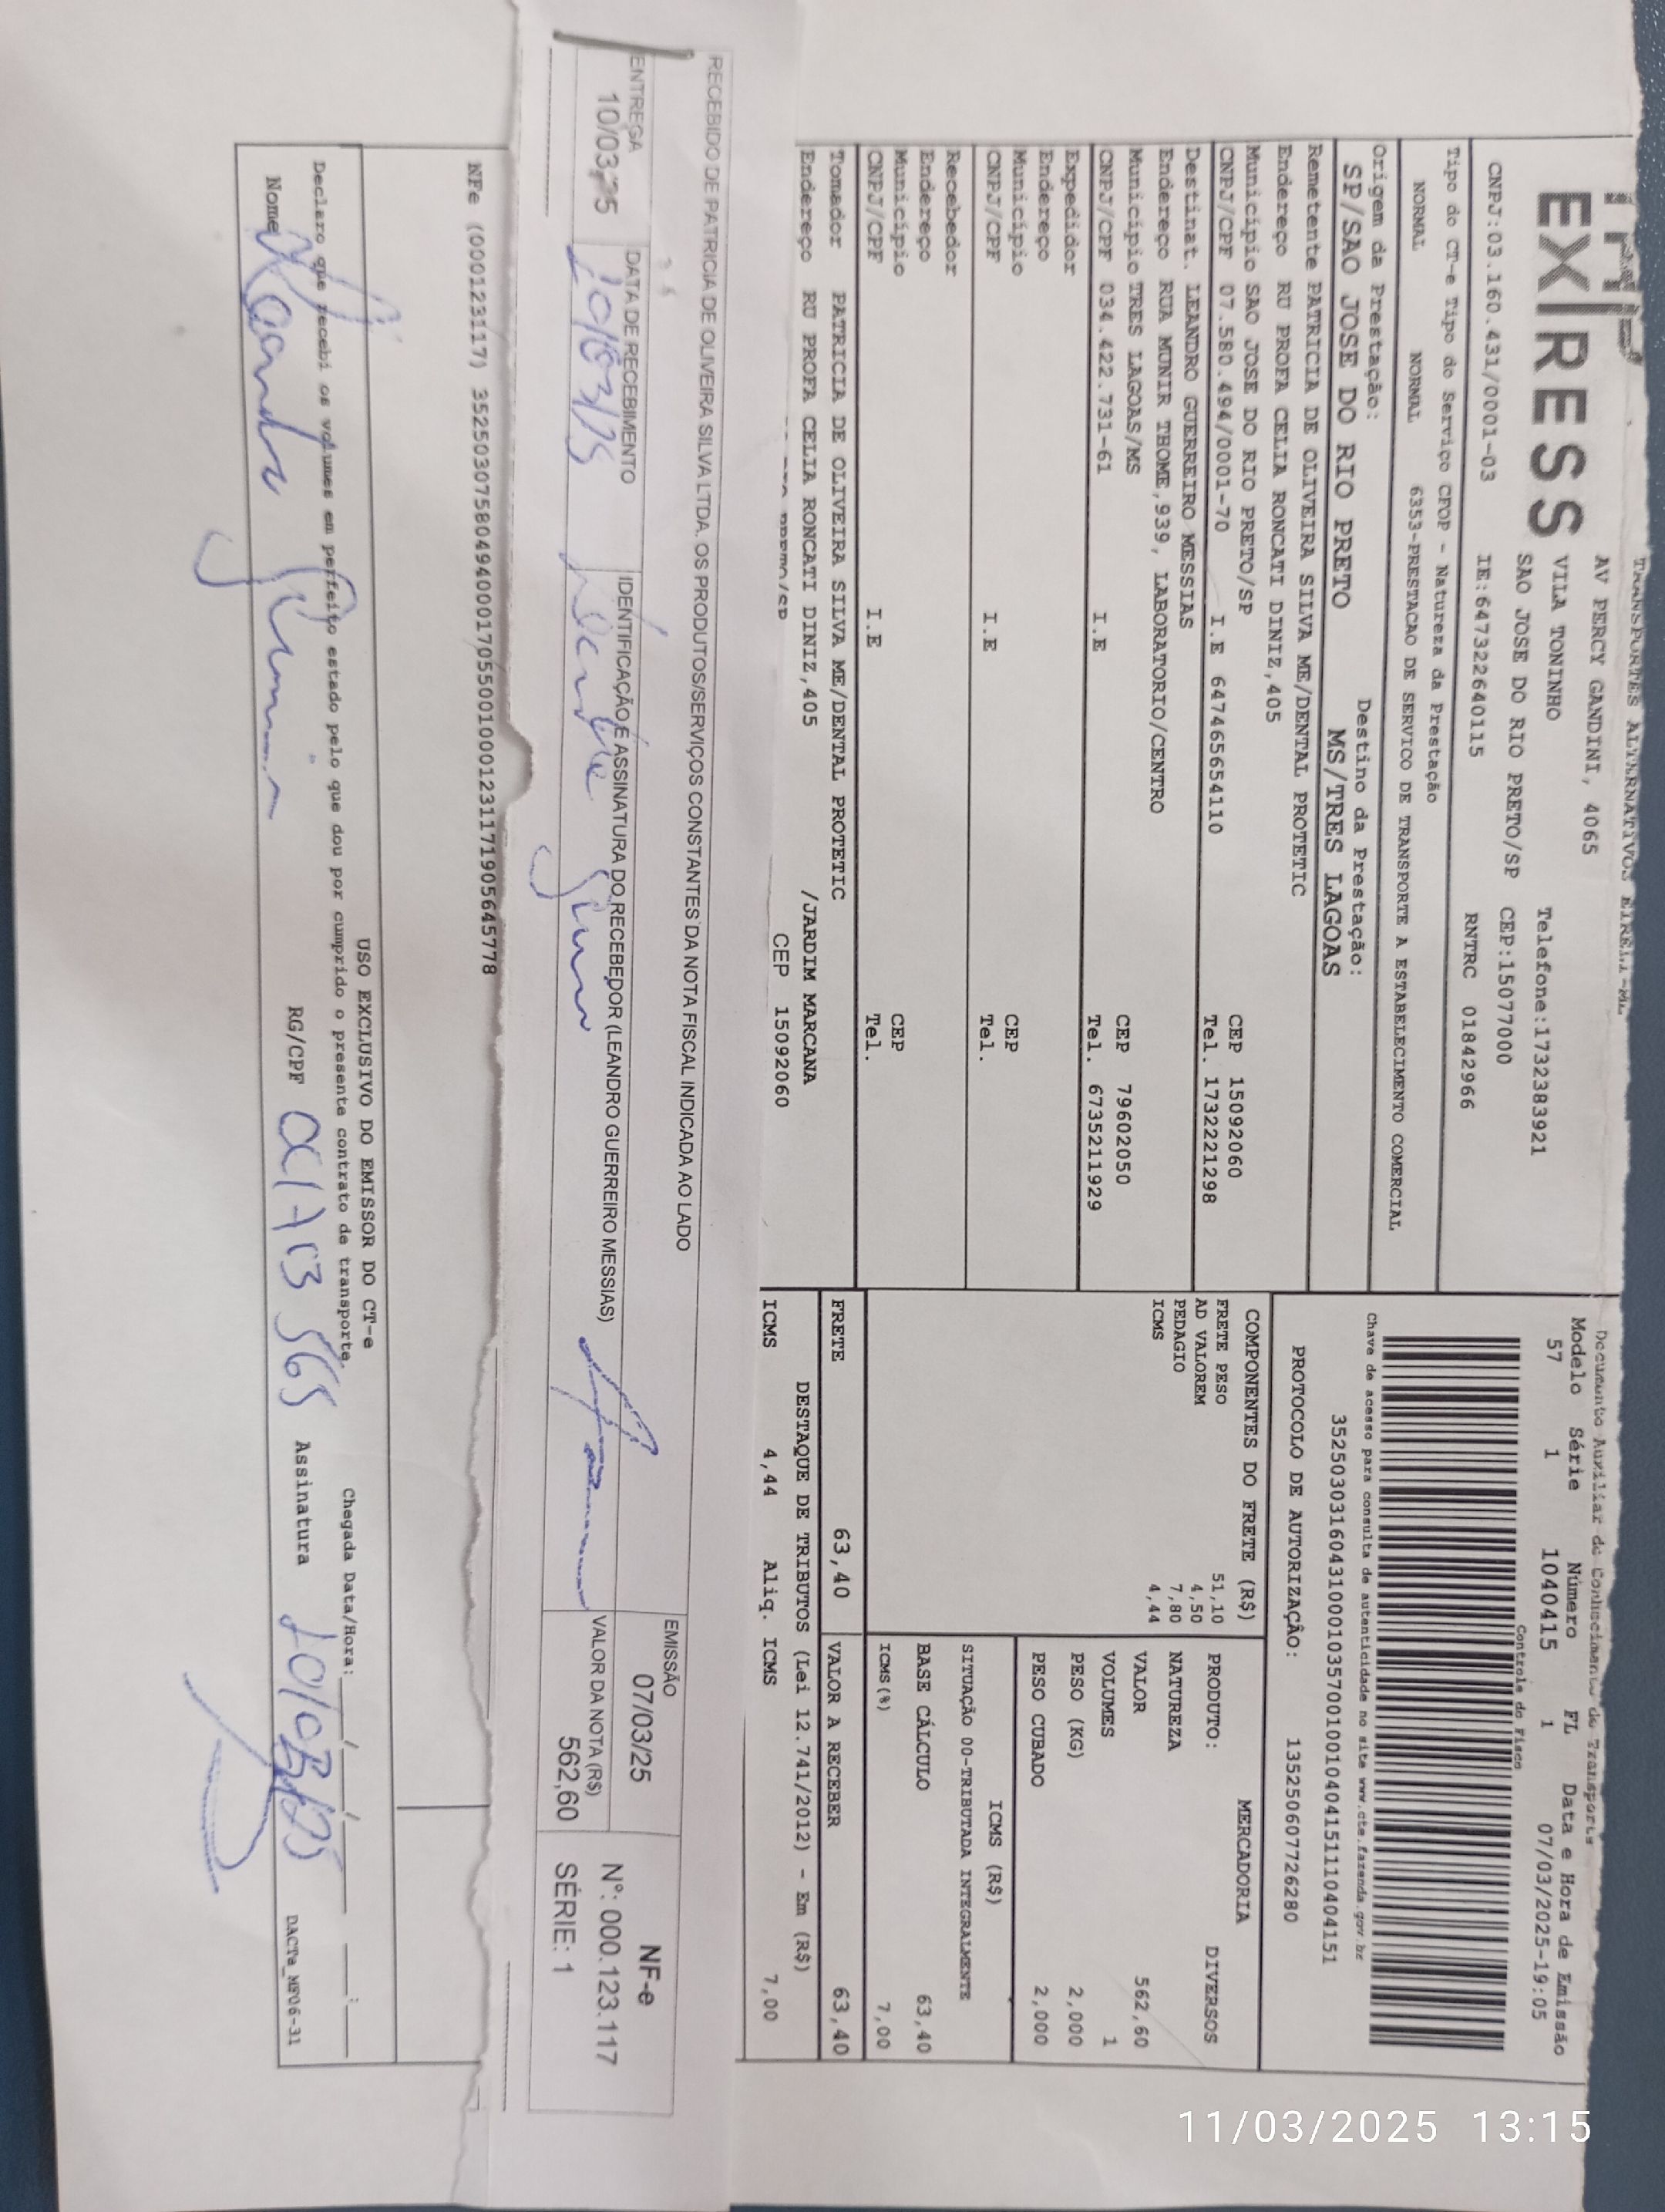 TRANSPORTES ALTERNATIVOS EIRELI-ME
EXPRESS
AV PERCY GANDINI, 4065
VILA TONINHO Telefone:1732383921
SAO JOSE DO RIO PRETO/SP CEP:15077000
CNPJ:03.160.431/0001-03 IE:647322640115 RNTRC 01842966
Documento Auxiliar do Conhecimento de Transporte
Modelo Série Número FL Data e Hora de Emissão
57 1 1040415 1 07/03/2025-19:05
Controle do Fisco
Tipo do CT-e Tipo do Serviço CFOP - Natureza da Prestação
NORMAL NORMAL 6353-PRESTACAO DE SERVICO DE TRANSPORTE A ESTABELECIMENTO COMERCIAL
Chave de acesso para consulta de autanticidade no site www.cte.fazenda.gov.br
35250303160431000103570010010404151110404151
PROTOCOLO DE AUTORIZAÇÃO: 135250607726280
Origem da Prestação: Destino da Prestação:
SP/SAO JOSE DO RIO PRETO MS/TRES LAGOAS
Remetente PATRICIA DE OLIVEIRA SILVA ME/DENTAL PROTETIC
Endereço RU PROFA CELIA RONCATI DINIZ,405
Município SAO JOSE DO RIO PRETO/SP CEP 15092060
CNPJ/CPF 07.580.494/0001-70 I.E 647465654110 Tel. 1732221298
Destinat. LEANDRO GUERREIRO MESSIAS
Endereço RUA MUNIR THOME,939, LABORATORIO/CENTRO
Município TRES LAGOAS/MS CEP 79602050
CNPJ/CPF 034.422.731-61 I.E Tel. 6735211929
Expedidor
Endereço
Município CEP
CNPJ/CPF I.E Tel.
Recebedor
Endereço
Município CEP
CNPJ/CPF I.E Tel.
Tomador PATRICIA DE OLIVEIRA SILVA ME/DENTAL PROTETIC
Endereço RU PROFA CELIA RONCATI DINIZ,405 /JARDIM MARCANA
CEP 15092060
COMPONENTES DO FRETE (R$)
FRETE PESO 51,10
AD VALOREM 4,50
PEDAGIO 7,80
ICMS 4,44
MERCADORIA
PRODUTO: DIVERSOS
NATUREZA
VALOR 562,60
VOLUMES 1
PESO (KG) 2,000
PESO CUBADO 2,000
ICMS (R$)
SITUAÇÃO 00-TRIBUTADA INTEGRALMENTE
BASE CÁLCULO 63,40
ICMS(%) 7,00
FRETE 63,40 VALOR A RECEBER 63,40
DESTAQUE DE TRIBUTOS (Lei 12.741/2012) - Em (R$)
ICMS 4,44 Aliq. ICMS 7,00
RECEBIDO DE PATRICIA DE OLIVEIRA SILVA LTDA. OS PRODUTOS/SERVIÇOS CONSTANTES DA NOTA FISCAL INDICADA AO LADO
EMISSÃO
07/03/25
NF-e
Nº: 000.123.117
SÉRIE: 1
ENTREGA
10/03/25
DATA DE RECEBIMENTO
10/03/25
IDENTIFICAÇÃO E ASSINATURA DO RECEBEDOR (LEANDRO GUERREIRO MESSIAS)
VALOR DA NOTA (R$)
562,60
NFe (000123117) 35250307580494000170550010001231171905645778
USO EXCLUSIVO DO EMISSOR DO CT-e
Declaro que recebi os volumes em perfeito estado pelo que dou por cumprido o presente contrato de transporte. Chegada Data/Hora: __/__/__ __:__
Nome Leandro RG/CPF Assinatura 10/03/25
DACTe_MF06-31
11/03/2025 13:15